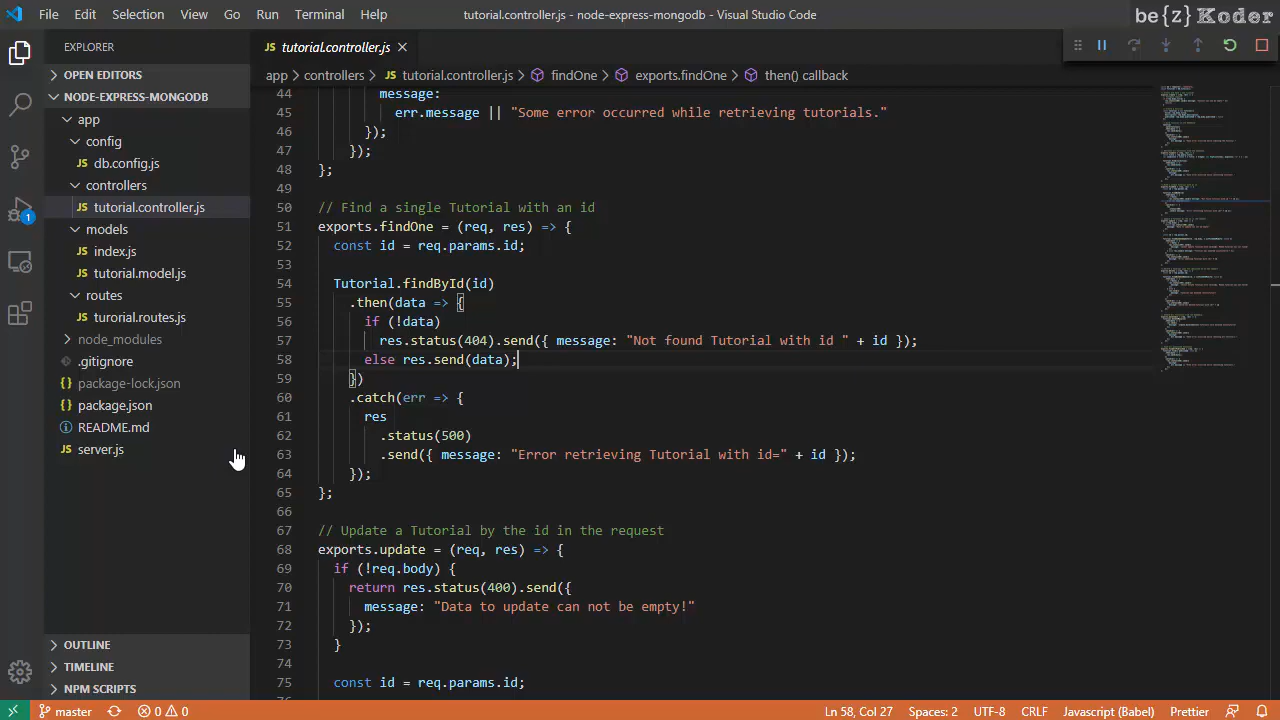 File Edit Selection View Go Run Terminal Help
tutorial.controller.js - node-express-mongodb - Visual Studio Code
be{z}Koder
EXPLORER
OPEN EDITORS
NODE-EXPRESS-MONGODB
app
config
JS db.config.js
controllers
JS tutorial.controller.js
models
JS index.js
JS tutorial.model.js
routes
JS turorial.routes.js
node_modules
.gitignore
{} package-lock.json
{} package.json
README.md
JS server.js
OUTLINE
TIMELINE
NPM SCRIPTS
1
JS tutorial.controller.js
app > controllers > JS tutorial.controller.js > findOne > exports.findOne > then() callback
44 message:
45 err.message || "Some error occurred while retrieving tutorials."
46 });
47 });
48 };
49
50 // Find a single Tutorial with an id
51 exports.findOne = (req, res) => {
52 const id = req.params.id;
53
54 Tutorial.findById(id)
55 .then(data => {
56 if (!data)
57 res.status(404).send({ message: "Not found Tutorial with id " + id });
58 else res.send(data);
59 })
60 .catch(err => {
61 res
62 .status(500)
63 .send({ message: "Error retrieving Tutorial with id=" + id });
64 });
65 };
66
67 // Update a Tutorial by the id in the request
68 exports.update = (req, res) => {
69 if (!req.body) {
70 return res.status(400).send({
71 message: "Data to update can not be empty!"
72 });
73 }
74
75 const id = req.params.id;
master
0 0
Ln 58, Col 27 Spaces: 2 UTF-8 CRLF Javascript (Babel) Prettier